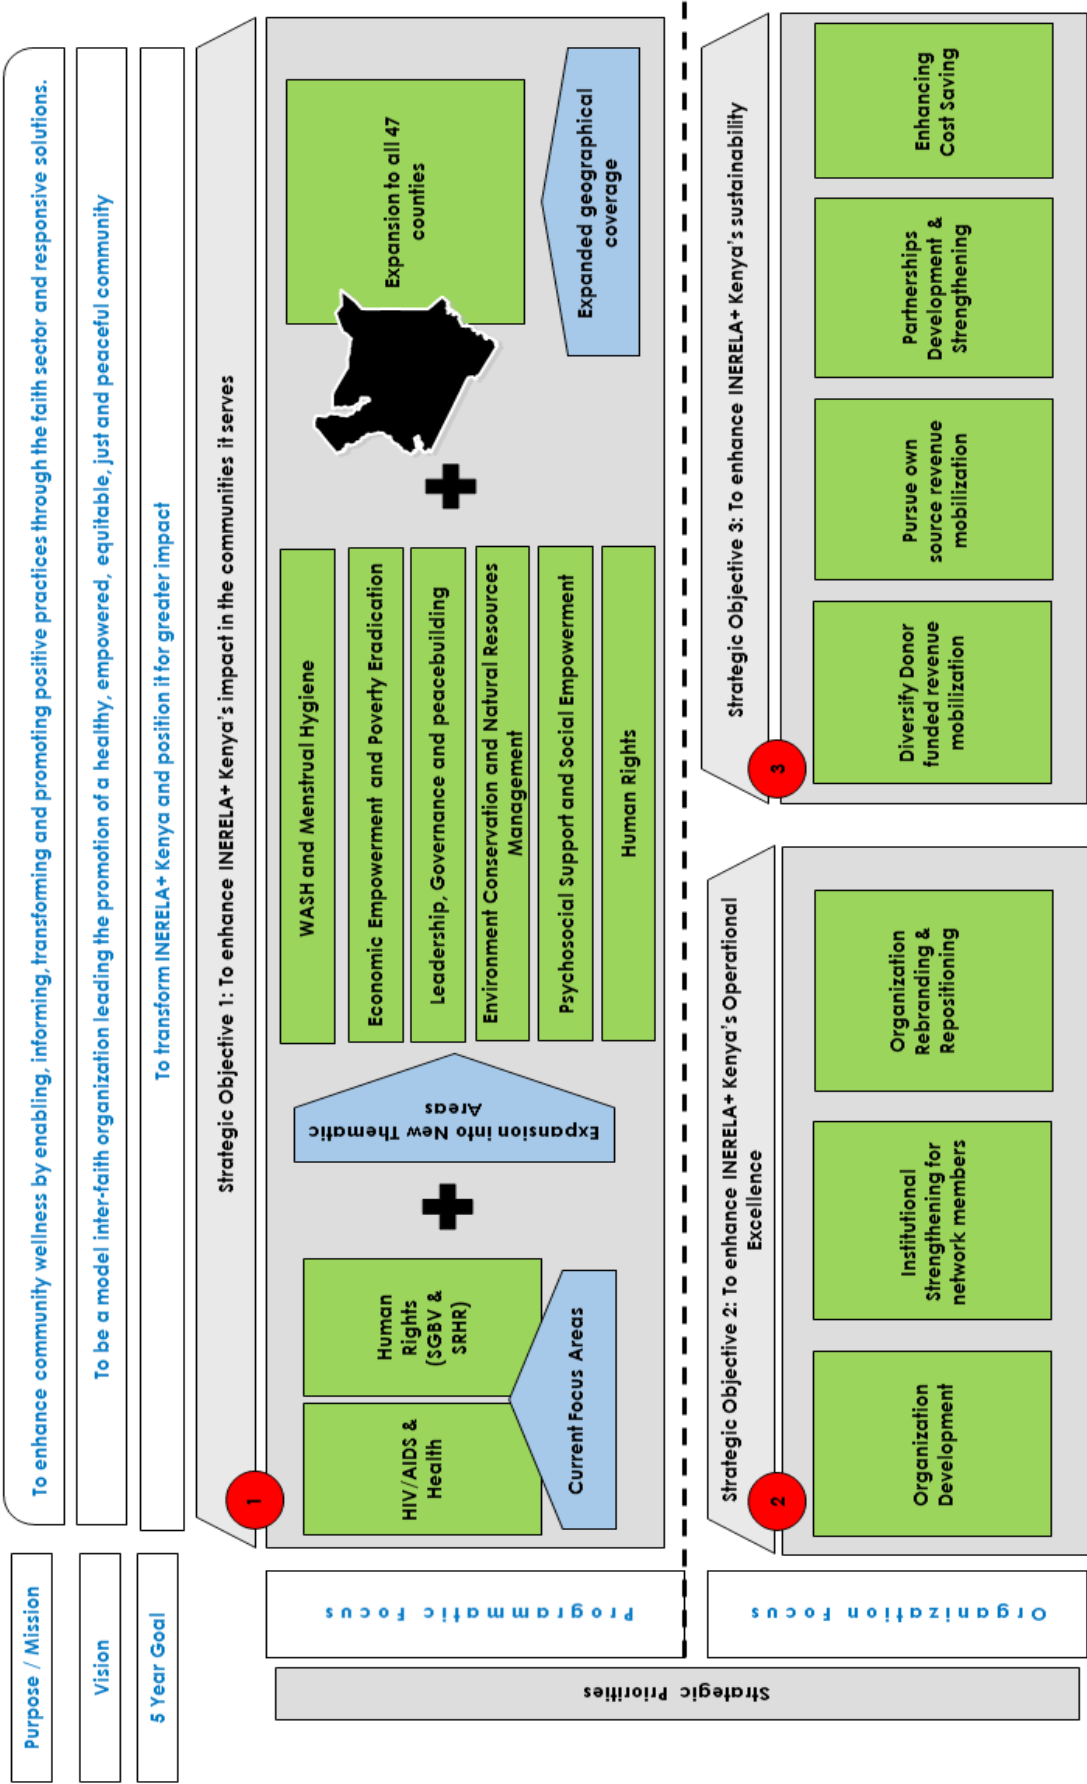 Purpose / Mission
To enhance community wellness by enabling, informing, transforming and promoting positive practices through the faith sector and responsive solutions.
Vision
To be a model inter-faith organization leading the promotion of a healthy, empowered, equitable, just and peaceful community
5 Year Goal
To transform INERELA+ Kenya and position it for greater impact
Strategic Priorities
Programmatic Focus
1
Strategic Objective 1: To enhance INERELA+ Kenya's impact in the communities it serves
HIV/AIDS &
Health
Human
Rights
(SGBV &
SRHR)
Current Focus Areas
Expansion into New Thematic
Areas
WASH and Menstrual Hygiene
Economic Empowerment and Poverty Eradication
Leadership, Governance and peacebuilding
Environment Conservation and Natural Resources
Management
Psychosocial Support and Social Empowerment
Human Rights
Expansion to all 47
counties
Expanded geographical
coverage
Organization Focus
2
Strategic Objective 2: To enhance INERELA+ Kenya's Operational
Excellence
Organization
Development
Institutional
Strengthening for
network members
Organization
Rebranding &
Repositioning
3
Strategic Objective 3: To enhance INERELA+ Kenya's sustainability
Diversify Donor
funded revenue
mobilization
Pursue own
source revenue
mobilization
Partnerships
Development &
Strengthening
Enhancing
Cost Saving